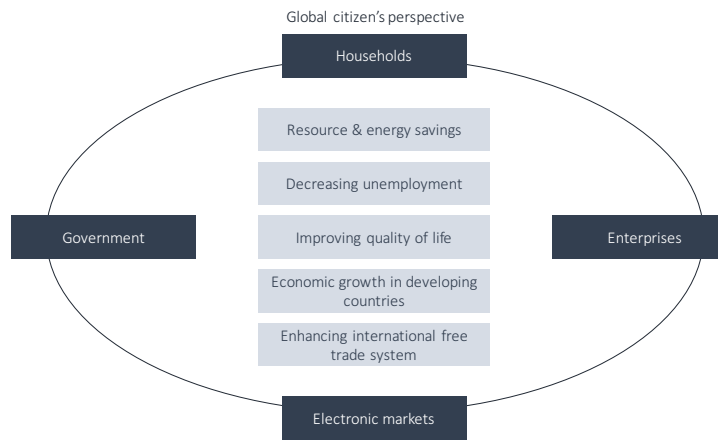 Global citizen's perspective
Households
Resource & energy savings
Decreasing unemployment
Government
Improving quality of life
Enterprises
Economic growth in developing
countries
Enhancing international free
trade system
Electronic markets